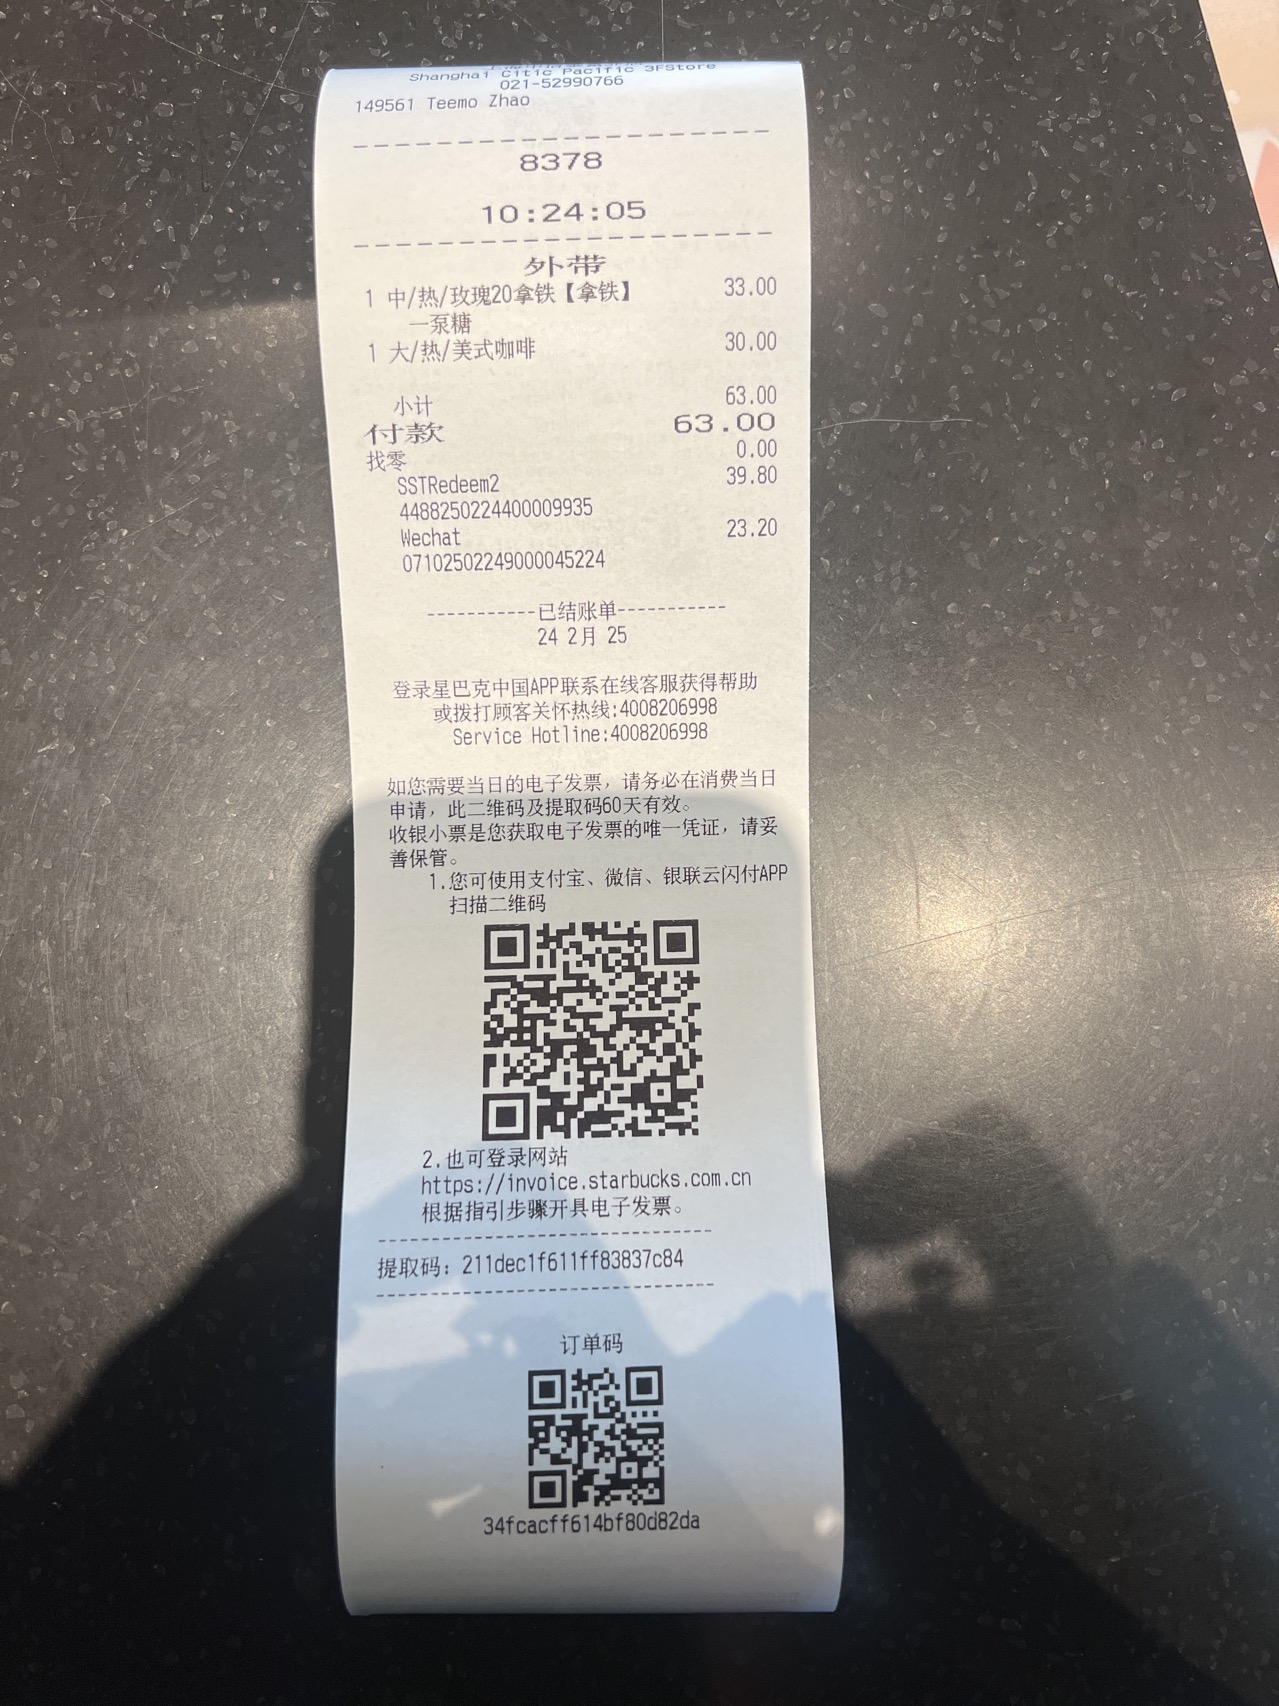 Shanghai Citic Pacific 3FStore
021-52990766
149561 Teemo Zhao
8378
10:24:05
外带
1 中/热/玫瑰20拿铁【拿铁】 33.00
一泵糖
1 大/热/美式咖啡 30.00
小计 63.00
付款 63.00
找零 0.00
SSTRedeem2 39.80
4488250224400009935
Wechat 23.20
07102502249000045224
-----------已结账单-----------
24 2月 25
登录星巴克中国APP联系在线客服获得帮助
或拨打顾客关怀热线:4008206998
Service Hotline:4008206998
如您需要当日的电子发票，请务必在消费当日
申请，此二维码及提取码60天有效。
收银小票是您获取电子发票的唯一凭证，请妥
善保管。
1.您可使用支付宝、微信、银联云闪付APP
扫描二维码
2.也可登录网站
https://invoice.starbucks.com.cn
根据指引步骤开具电子发票。
提取码：211dec1f611ff83837c84
订单码
34fcacff614bf80d82da